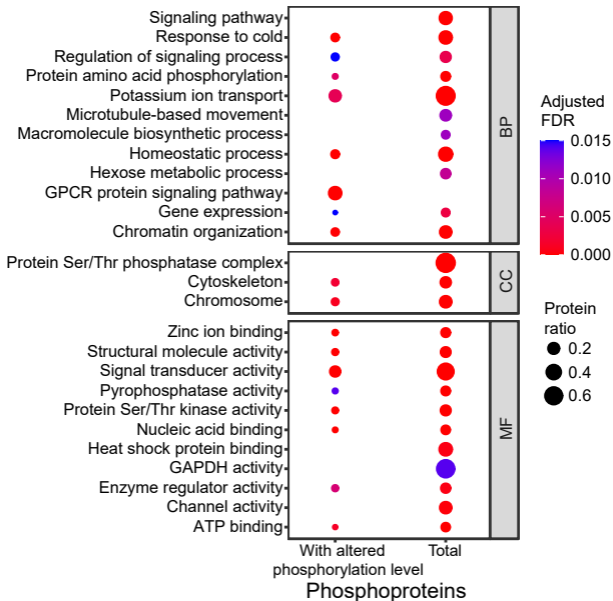 Signaling pathway
Response to cold
Regulation of signaling process
Protein amino acid phosphorylation
Potassium ion transport
Microtubule-based movement
Macromolecule biosynthetic process
Homeostatic process
Hexose metabolic process
GPCR protein signaling pathway
Gene expression
Chromatin organization
BP
Protein Ser/Thr phosphatase complex
Cytoskeleton
Chromosome
CC
Zinc ion binding
Structural molecule activity
Signal transducer activity
Pyrophosphatase activity
Protein Ser/Thr kinase activity
Nucleic acid binding
Heat shock protein binding
GAPDH activity
Enzyme regulator activity
Channel activity
ATP binding
MF
With altered
phosphorylation level
Total
Phosphoproteins
Adjusted
FDR
0.015
0.010
0.005
0.000
Protein
ratio
0.2
0.4
0.6